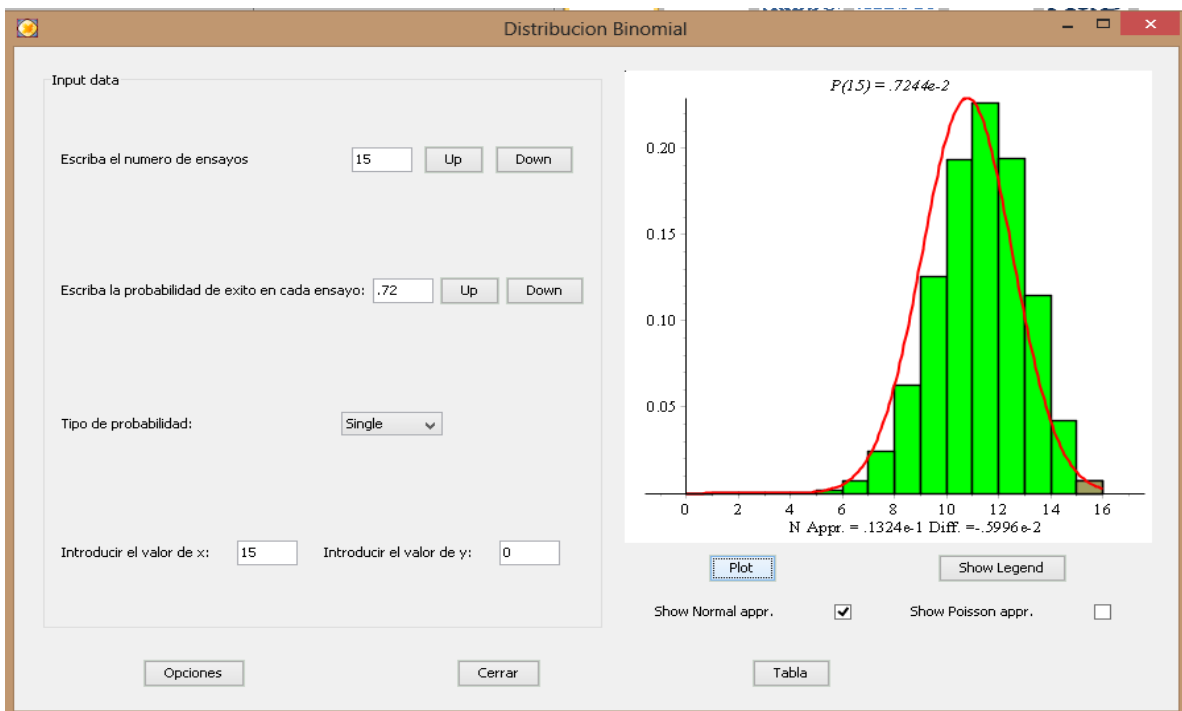 Distribucion Binomial
Input data
Escriba el numero de ensayos 15 Up Down
Escriba la probabilidad de exito en cada ensayo: .72 Up Down
Tipo de probabilidad: Single
Introducir el valor de x: 15 Introducir el valor de y: 0
P(15) = .7244e-2
0.20
0.15
0.10
0.05
0 2 4 6 8 10 12 14 16
N Appr. = .1324e-1 Diff. =-.5996e-2
Plot Show Legend
Show Normal appr. Show Poisson appr.
Opciones Cerrar Tabla